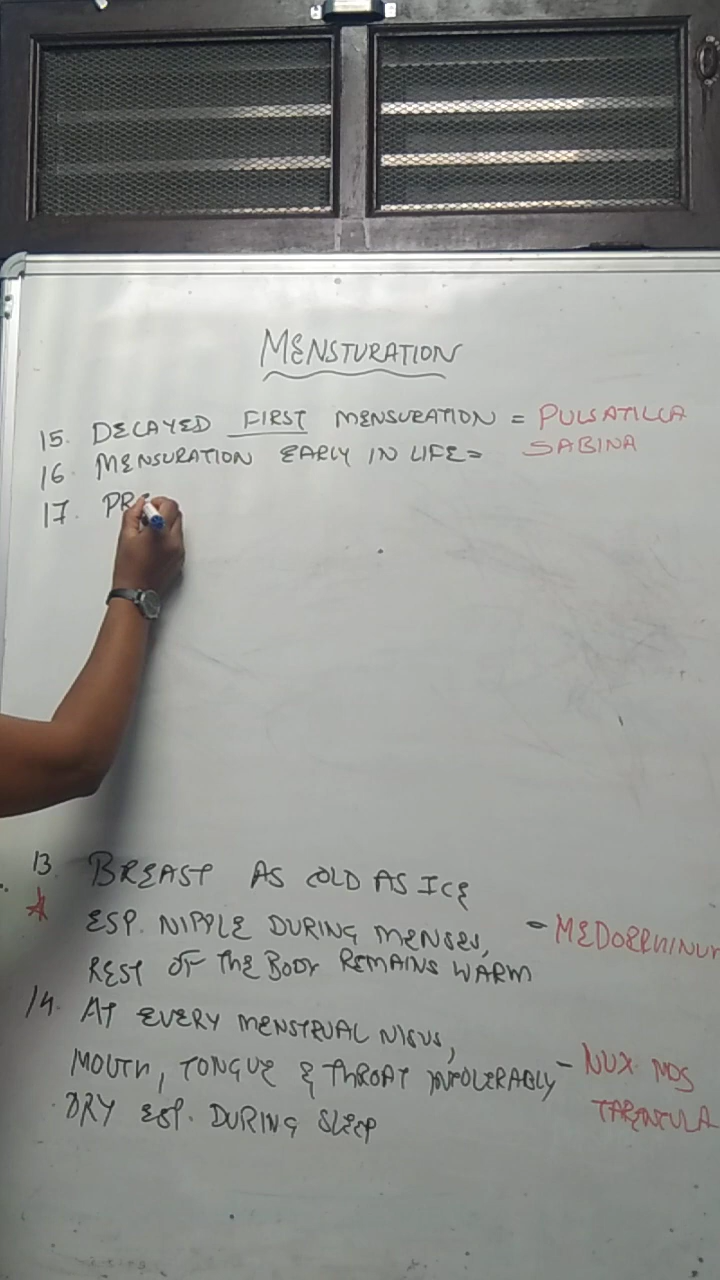 MENSTURATION
15. DECAYED FIRST MENSURATION = PULSATILLA
16. MENSURATION EARLY IN LIFE = SABINA
17. PRE
13. BREAST AS COLD AS ICE
ESP. NIPPLE DURING MENSES, - MEDORRHINUM
REST OF THE BODY REMAINS WARM
14. AT EVERY MENSTRUAL NISUS,
MOUTH, TONGUE & THROAT INTOLERABLY - NUX MOS
DRY ESP. DURING SLEEP TARENTULA